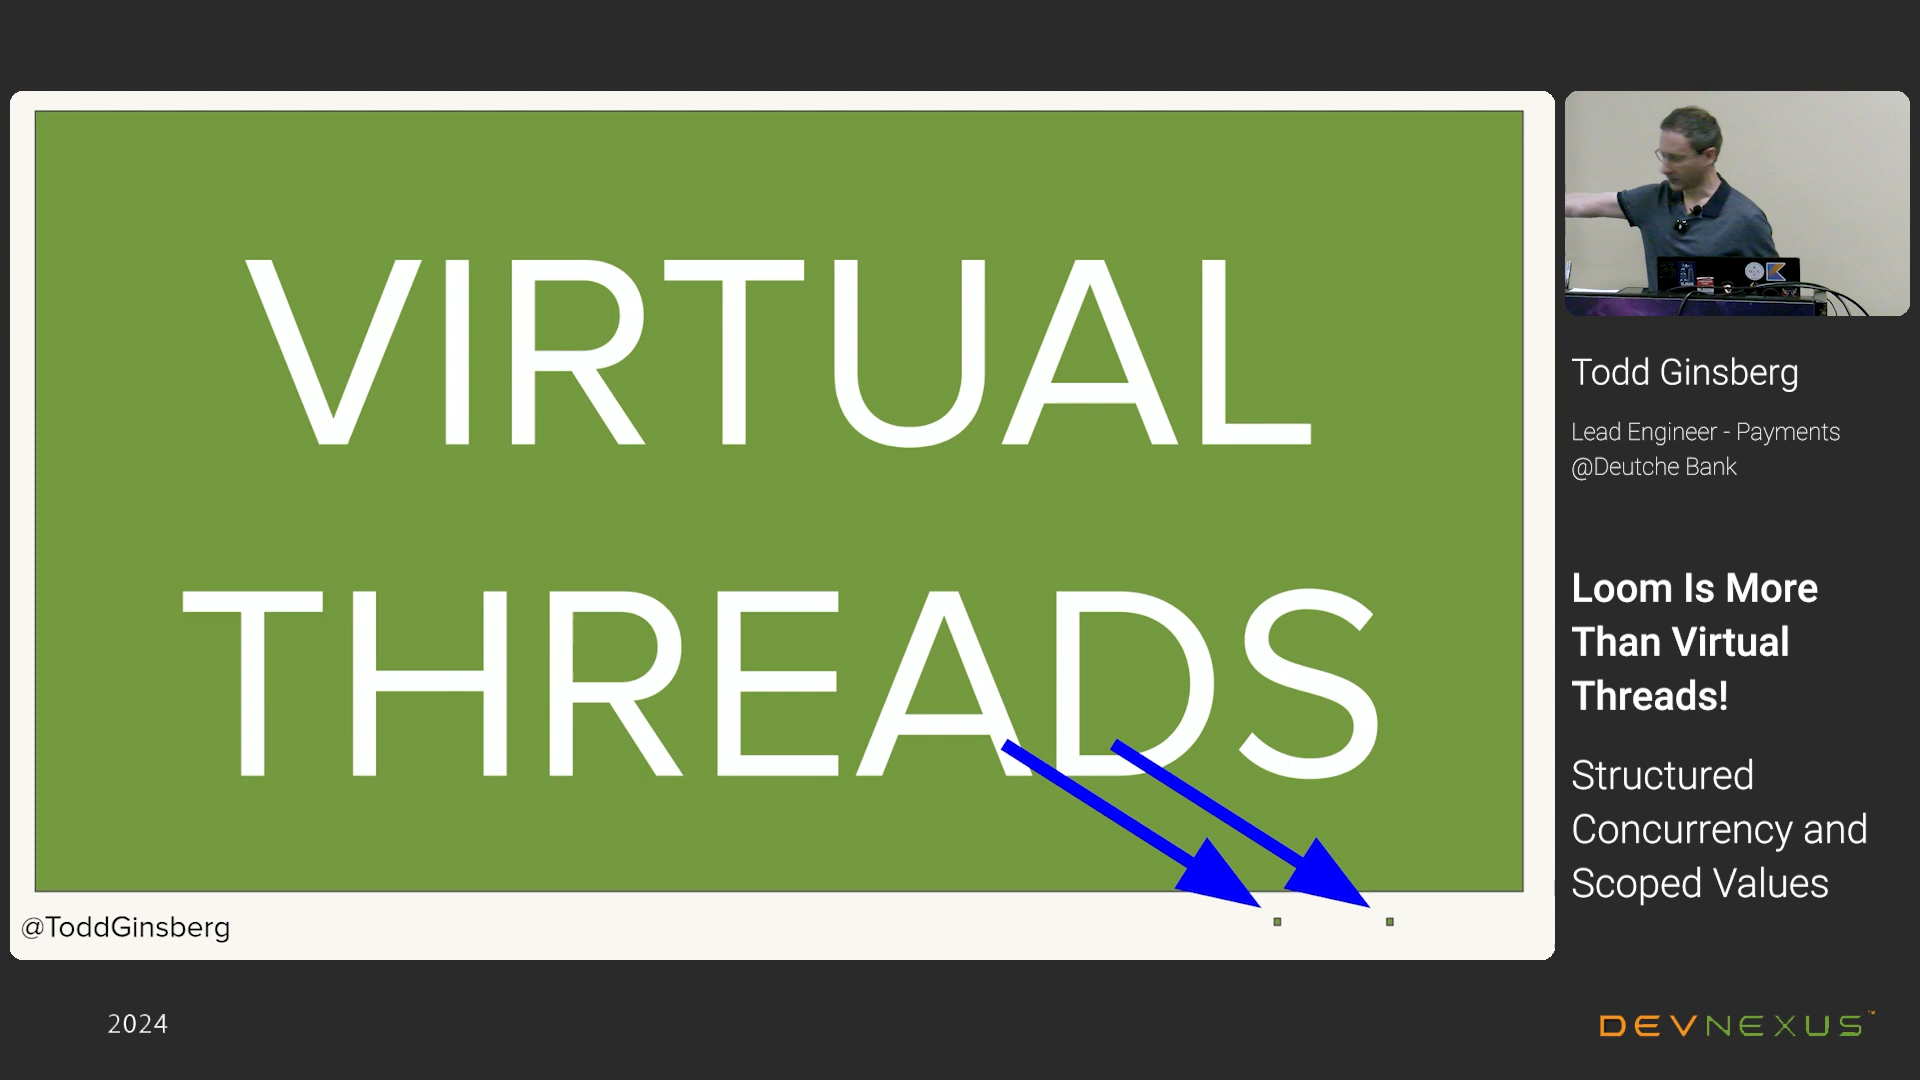 VIRTUAL
THREADS
@ToddGinsberg
Todd Ginsberg
Lead Engineer - Payments
@Deutche Bank
Loom Is More
Than Virtual
Threads!
Structured
Concurrency and
Scoped Values
2024
DEVNEXUS™